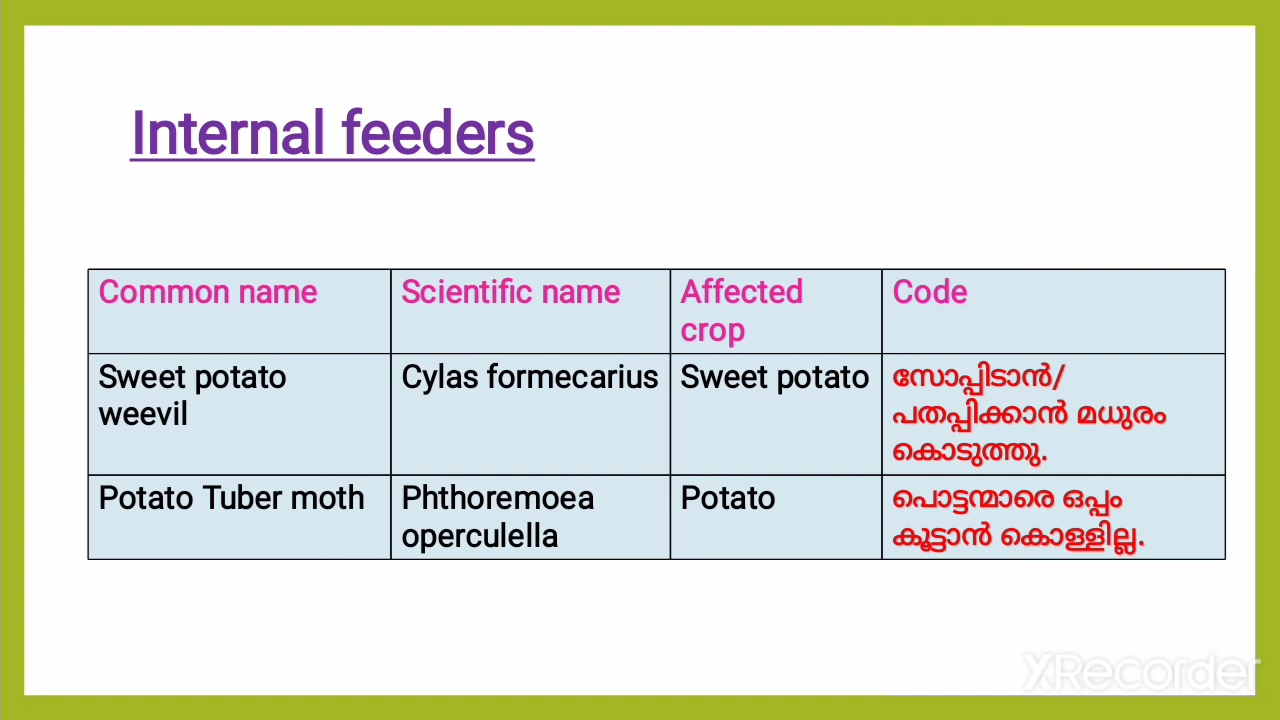 Internal feeders
Common name
Scientific name
Affected
crop
Code
Sweet potato
weevil
Cylas formecarius
Sweet potato
സോപ്പിടാൻ/
പതപ്പിക്കാൻ മധുരം
കൊടുത്തു.
Potato Tuber moth
Phthoremoea
operculella
Potato
പൊട്ടന്മാരെ ഒപ്പം
കൂട്ടാൻ കൊള്ളില്ല.
XRecorder